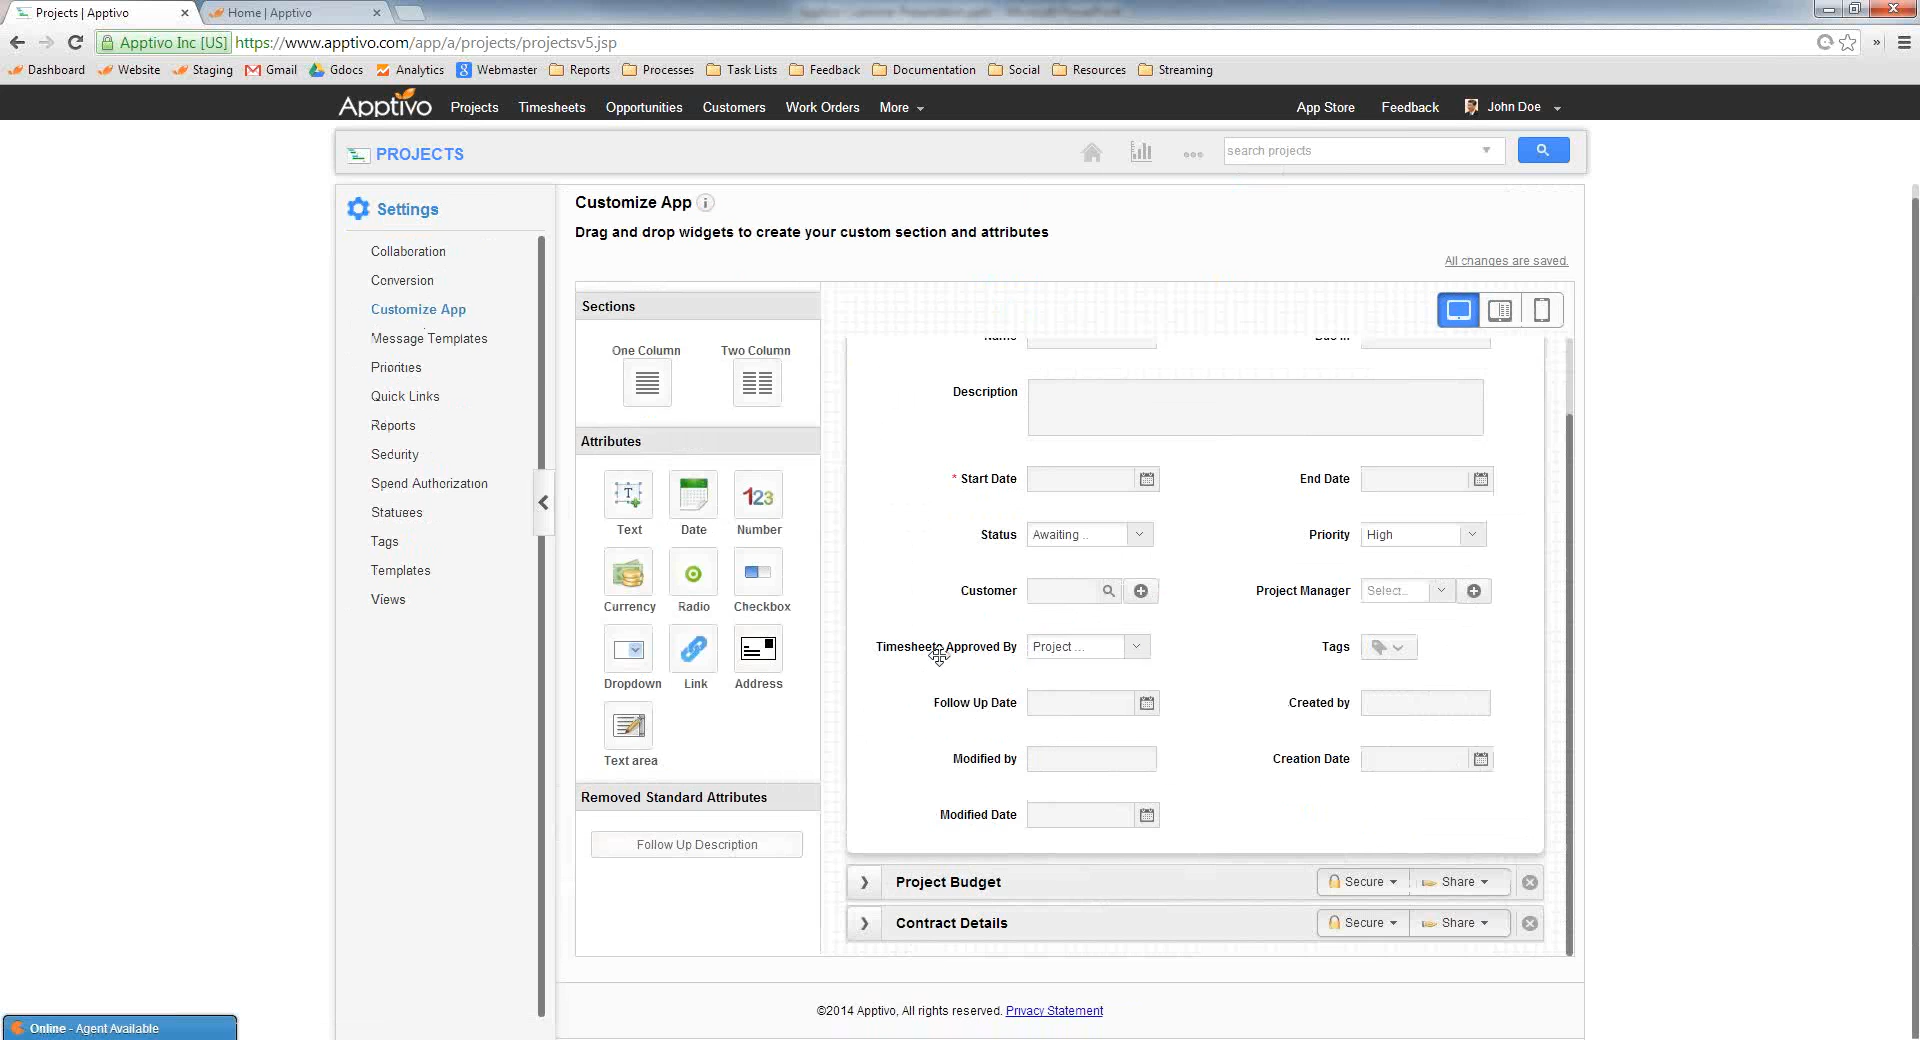 Projects | Apptivo
Home | Apptivo
Apptivo Inc [US] https://www.apptivo.com/app/a/projects/projectsv5.jsp
Dashboard Website Staging Gmail Gdocs Analytics Webmaster Reports Processes Task Lists Feedback Documentation Social Resources Streaming
Apptivo Projects Timesheets Opportunities Customers Work Orders More App Store Feedback John Doe
PROJECTS
search projects
Settings
Collaboration
Conversion
Customize App
Message Templates
Priorities
Quick Links
Reports
Security
Spend Authorization
Statuees
Tags
Templates
Views
Customize App
Drag and drop widgets to create your custom section and attributes
All changes are saved.
Sections
One Column Two Column
Attributes
Text Date Number
123
Currency Radio Checkbox
Dropdown Link Address
Text area
Removed Standard Attributes
Follow Up Description
Description
* Start Date End Date
Status Awaiting .. Priority High
Customer Project Manager Select..
Timesheets Approved By Project ... Tags
Follow Up Date Created by
Modified by Creation Date
Modified Date
Project Budget Secure Share
Contract Details Secure Share
©2014 Apptivo, All rights reserved. Privacy Statement
Online - Agent Available